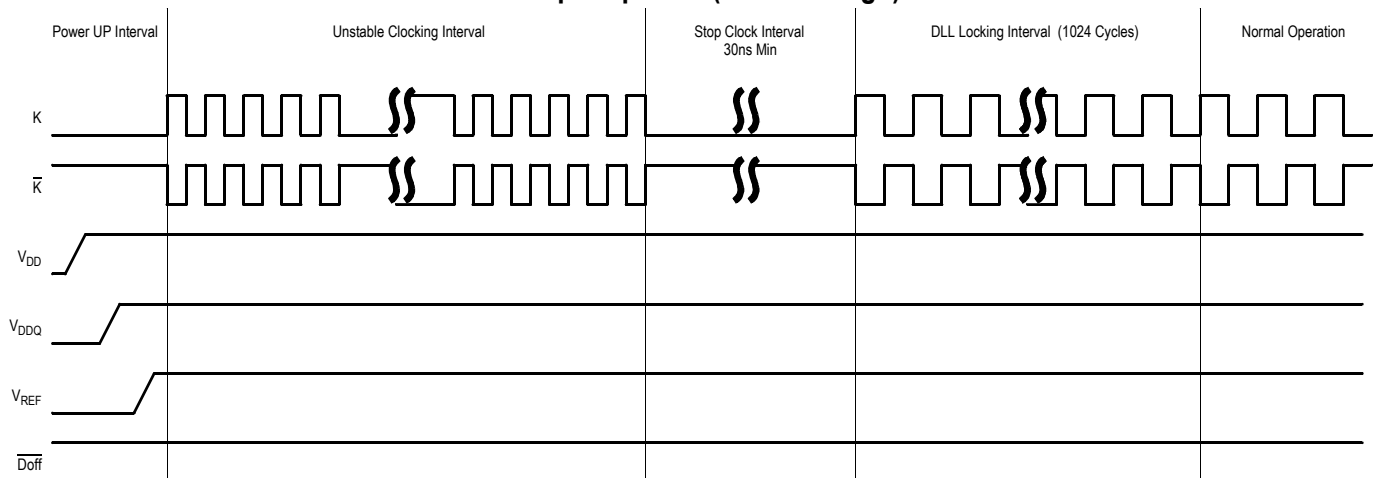 Power UP Interval
Unstable Clocking Interval
Stop Clock Interval
30ns Min
DLL Locking Interval (1024 Cycles)
Normal Operation
K
K̅
VDD
VDDQ
VREF
D̅o̅f̅f̅